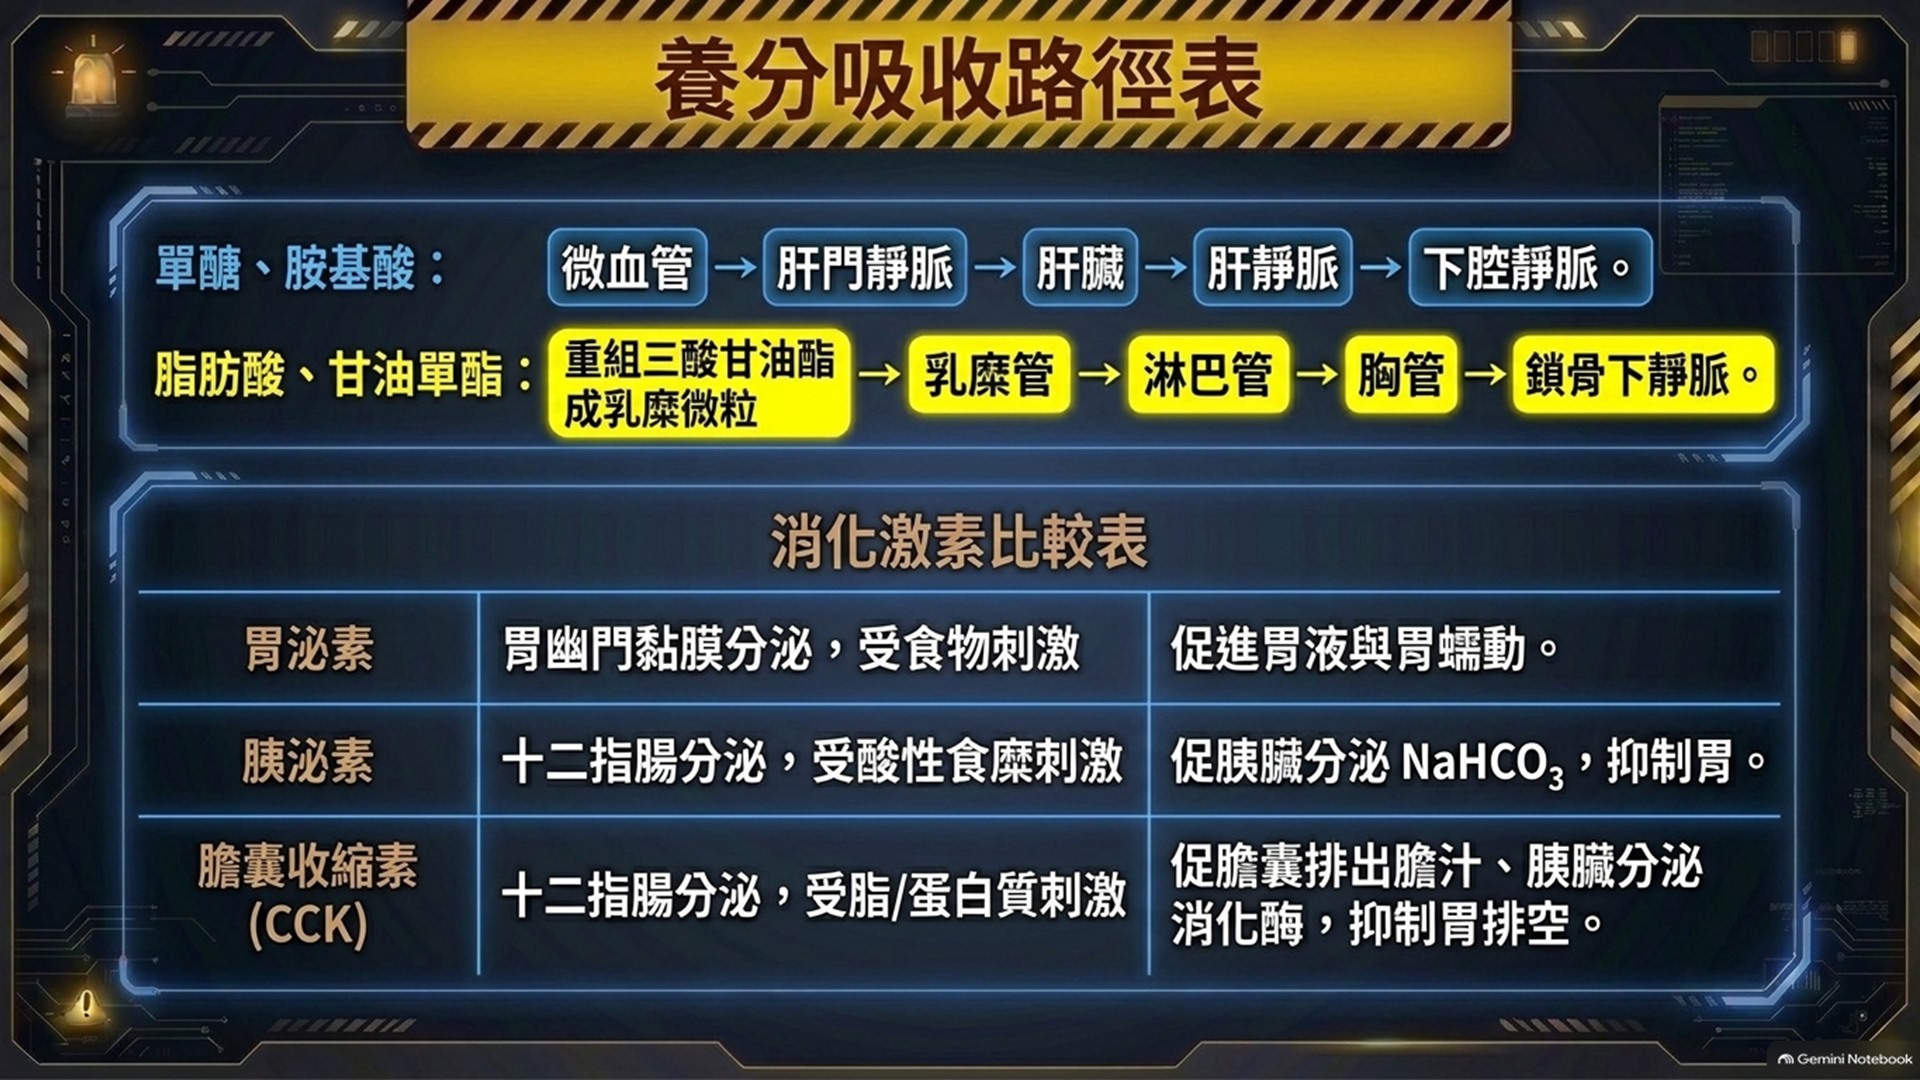 養分吸收路徑表
單醣、胺基酸： 微血管 → 肝門靜脈 → 肝臟 → 肝靜脈 → 下腔靜脈。
脂肪酸、甘油單酯： 重組三酸甘油酯
成乳糜微粒 → 乳糜管 → 淋巴管 → 胸管 → 鎖骨下靜脈。
消化激素比較表
胃泌素 胃幽門黏膜分泌，受食物刺激 促進胃液與胃蠕動。
胰泌素 十二指腸分泌，受酸性食糜刺激 促胰臟分泌 NaHCO₃，抑制胃。
膽囊收縮素
(CCK)
十二指腸分泌，受脂/蛋白質刺激
促膽囊排出膽汁、胰臟分泌
消化酶，抑制胃排空。
Gemini Notebook